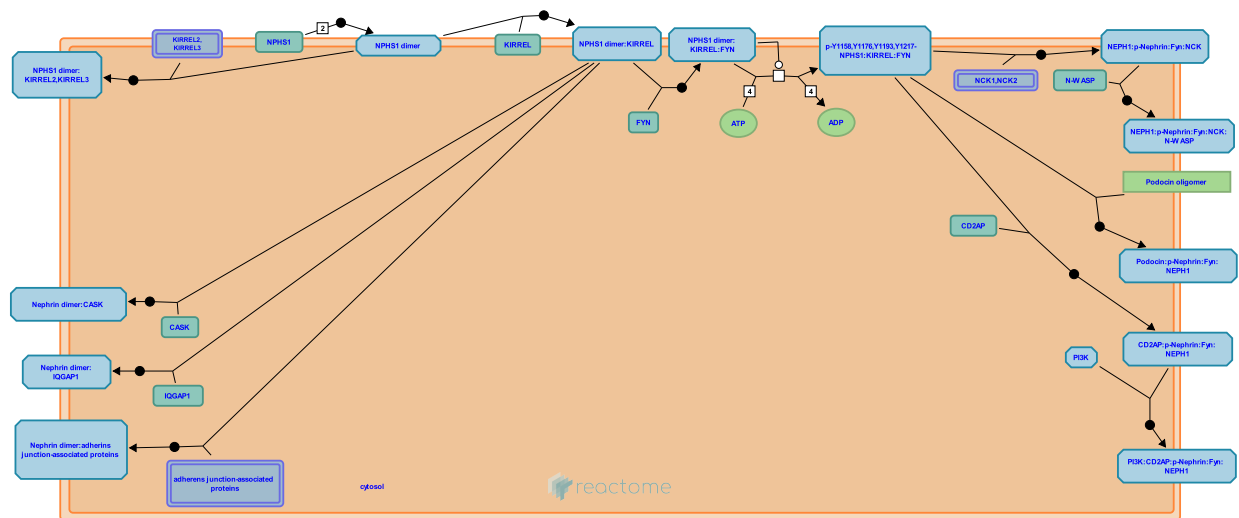 KIRREL2,
KIRREL3
NPHS1
2
NPHS1 dimer
KIRREL
NPHS1 dimer:KIRREL
NPHS1 dimer:
KIRREL:FYN
p-Y1158,Y1176,Y1193,Y1217-
NPHS1:KIRREL:FYN
NEPH1:p-Nephrin:Fyn:NCK
NPHS1 dimer:
KIRREL2,KIRREL3
NCK1,NCK2
N-WASP
4
4
FYN
ATP
ADP
NEPH1:p-Nephrin:Fyn:NCK:
N-WASP
Podocin oligomer
CD2AP
Podocin:p-Nephrin:Fyn:
NEPH1
Nephrin dimer:CASK
CASK
CD2AP:p-Nephrin:Fyn:
NEPH1
PI3K
Nephrin dimer:
IQGAP1
IQGAP1
Nephrin dimer:adherins
junction-associated proteins
PI3K:CD2AP:p-Nephrin:Fyn:
NEPH1
adherens junction-associated
proteins
cytosol
reactome